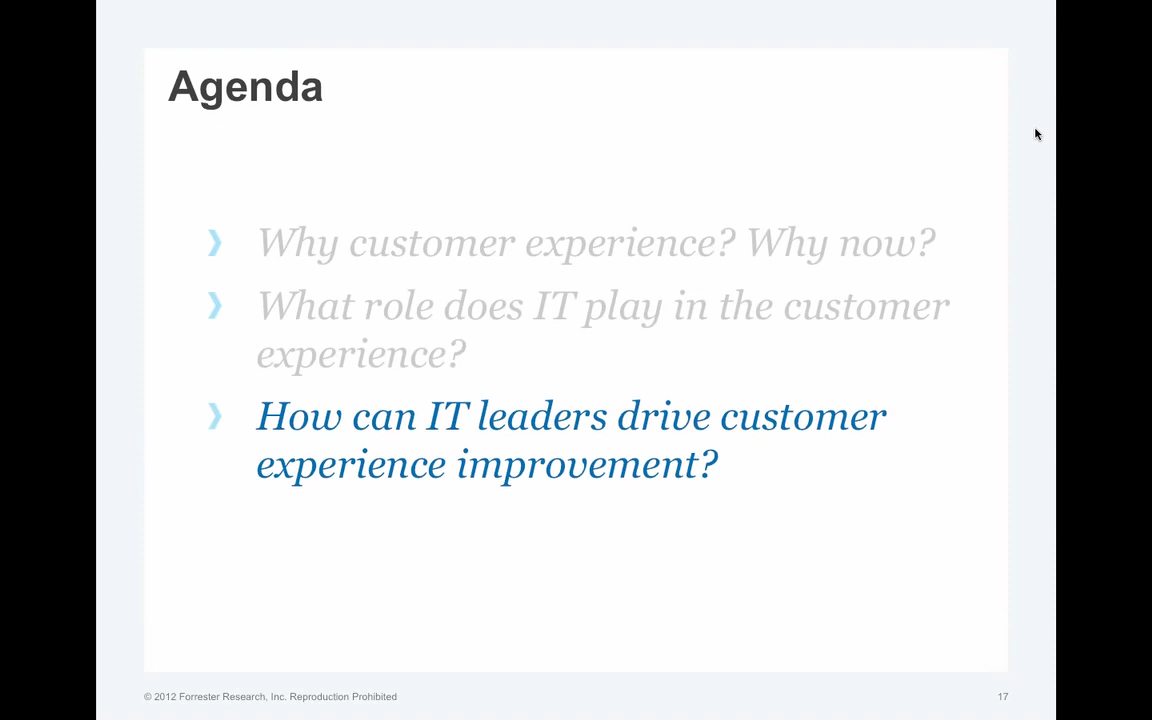 Agenda
Why customer experience? Why now?
What role does IT play in the customer
experience?
How can IT leaders drive customer
experience improvement?
© 2012 Forrester Research, Inc. Reproduction Prohibited
17